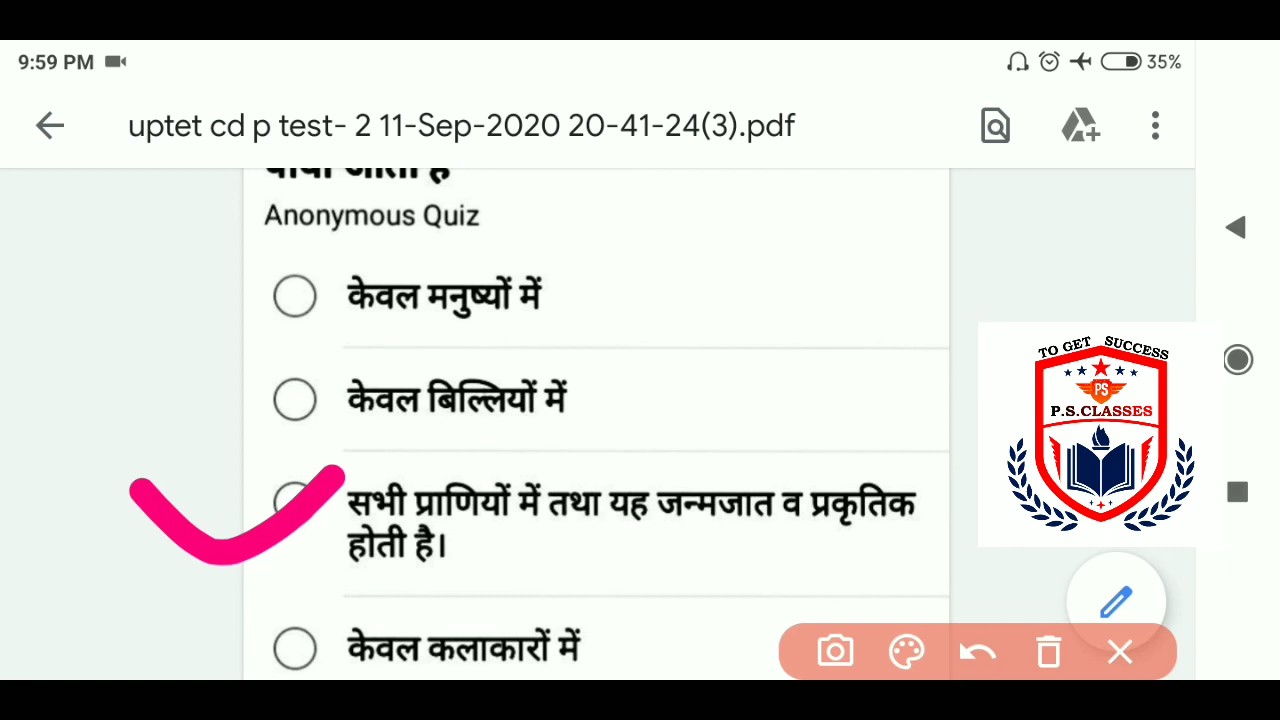 9:59 PM
35%
uptet cd p test- 2 11-Sep-2020 20-41-24(3).pdf
Anonymous Quiz
केवल मनुष्यों में
केवल बिल्लियों में
सभी प्राणियों में तथा यह जन्मजात व प्रकृतिक
होती है।
केवल कलाकारों में
TO GET SUCCESS
PS
P.S.CLASSES